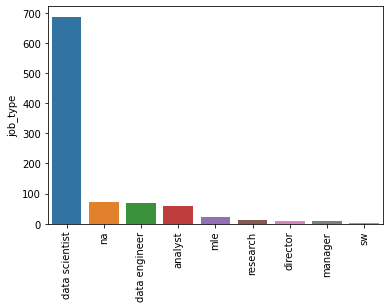 700
600
500
400
300
200
100
0
job_type
data scientist
na
data engineer
analyst
mle
research
director
manager
sw